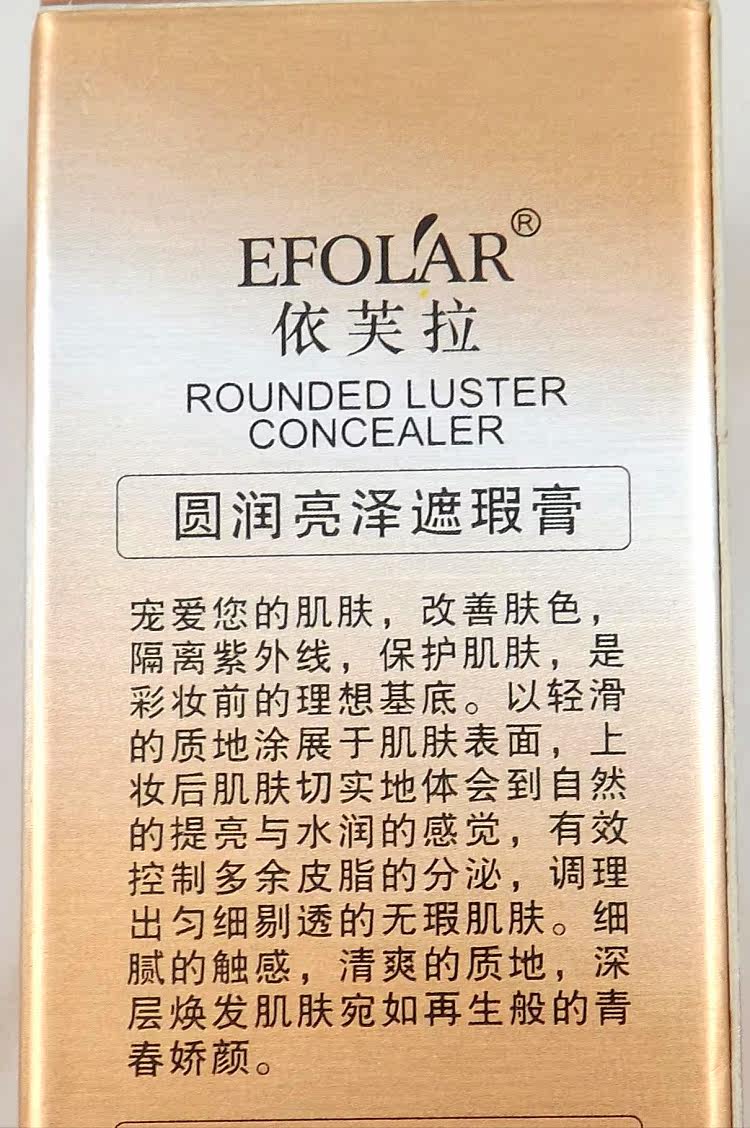 EFOLAR®
依芙拉
ROUNDED LUSTER
CONCEALER
圆润亮泽遮瑕膏
宠爱您的肌肤，改善肤色，
隔离紫外线，保护肌肤，是
彩妆前的理想基底。以轻滑
的质地涂展于肌肤表面，上
妆后肌肤切实地体会到自然
的提亮与水润的感觉，有效
控制多余皮脂的分泌，调理
出匀细剔透的无瑕肌肤。细
腻的触感，清爽的质地，深
层焕发肌肤宛如再生般的青
春娇颜。